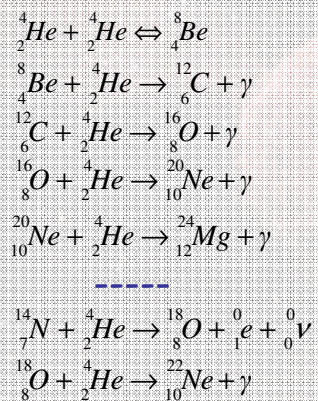 ⁴₂He + ⁴₂He ⇔ ⁸₄Be
⁸₄Be + ⁴₂He → ¹²₆C + γ
¹²₆C + ⁴₂He → ¹⁶₈O + γ
¹⁶₈O + ⁴₂He → ²⁰₁₀Ne + γ
²⁰₁₀Ne + ⁴₂He → ²⁴₁₂Mg + γ
¹⁴₇N + ⁴₂He → ¹⁸₈O + ⁰₁e + ⁰₀ν
¹⁸₈O + ⁴₂He → ²²₁₀Ne + γ